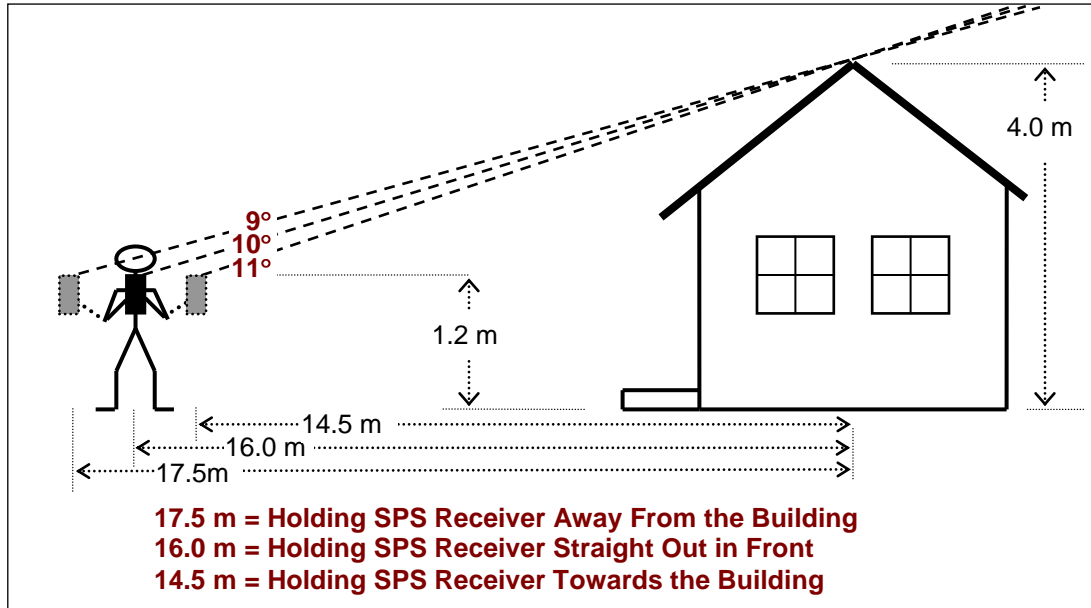 4.0 m
9°
10°
11°
1.2 m
14.5 m
16.0 m
17.5m
17.5 m = Holding SPS Receiver Away From the Building
16.0 m = Holding SPS Receiver Straight Out in Front
14.5 m = Holding SPS Receiver Towards the Building